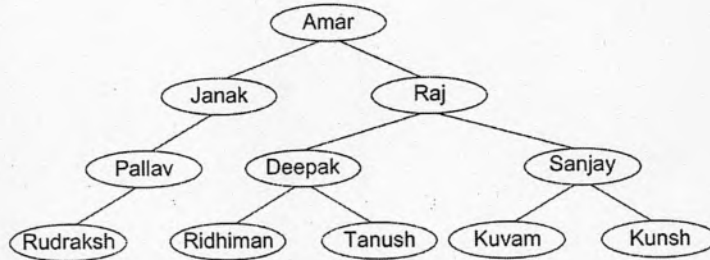 Amar
Janak Raj
Pallav Deepak Sanjay
Rudraksh Ridhiman Tanush Kuvam Kunsh